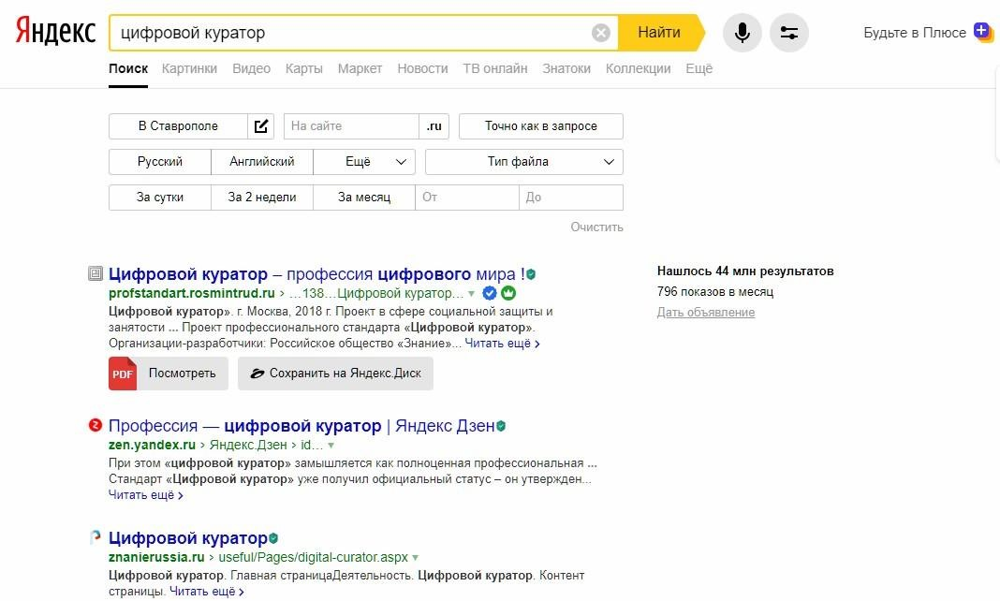 Яндекс
цифровой куратор
Найти
Будьте в Плюсе
Поиск Картинки Видео Карты Маркет Новости ТВ онлайн Знатоки Коллекции Ещё
В Ставрополе На сайте .ru Точно как в запросе
Русский Английский Ещё Тип файла
За сутки За 2 недели За месяц От До
Очистить
Цифровой куратор – профессия цифрового мира !
profstandart.rosmintrud.ru › ...138...Цифровой куратор...
Цифровой куратор». г. Москва, 2018 г. Проект в сфере социальной защиты и
занятости ... Проект профессионального стандарта «Цифровой куратор».
Организации-разработчики: Российское общество «Знание»... Читать ещё ›
PDF Посмотреть Сохранить на Яндекс.Диск
Нашлось 44 млн результатов
796 показов в месяц
Дать объявление
Профессия — цифровой куратор | Яндекс Дзен
zen.yandex.ru › Яндекс.Дзен › id...
При этом «цифровой куратор» замышляется как полноценная профессиональная ...
Стандарт «Цифровой куратор» уже получил официальный статус – он утвержден...
Читать ещё ›
Цифровой куратор
znanierussia.ru › useful/Pages/digital-curator.aspx
Цифровой куратор. Главная страницаДеятельность. Цифровой куратор. Контент
страницы. Читать ещё ›